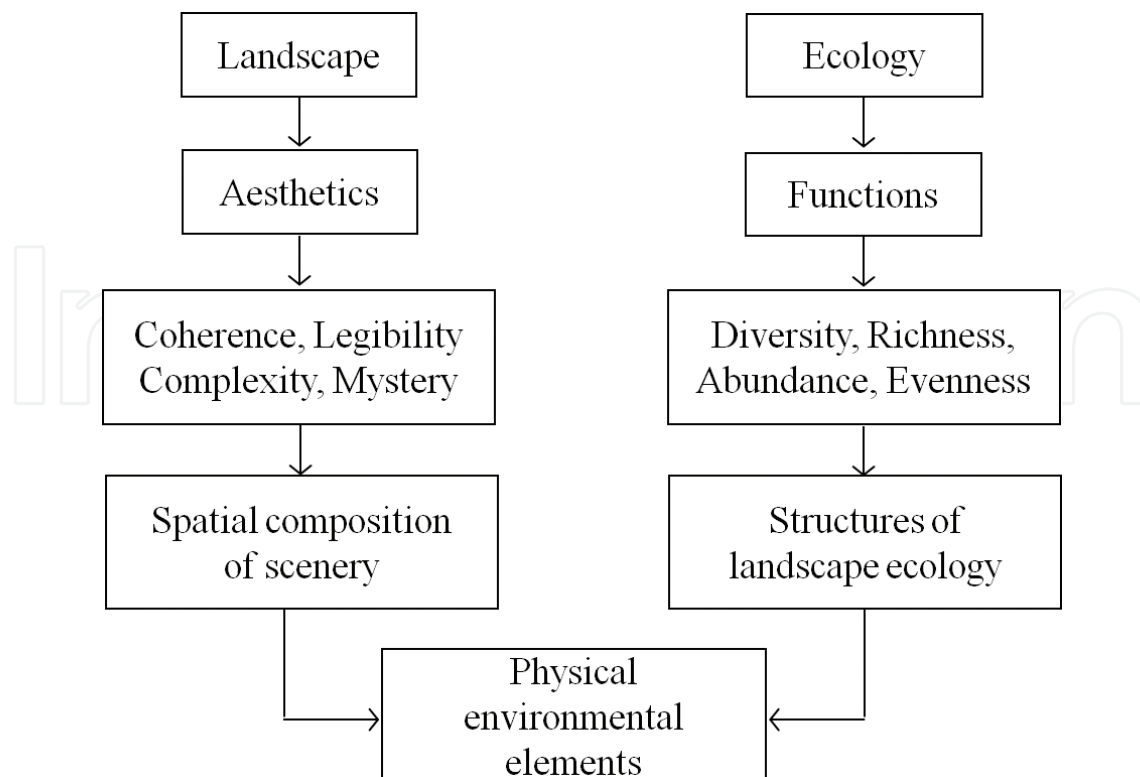 Landscape
Ecology
Aesthetics
Functions
Coherence, Legibility
Complexity, Mystery
Diversity, Richness,
Abundance, Evenness
Spatial composition
of scenery
Structures of
landscape ecology
Physical
environmental
elements